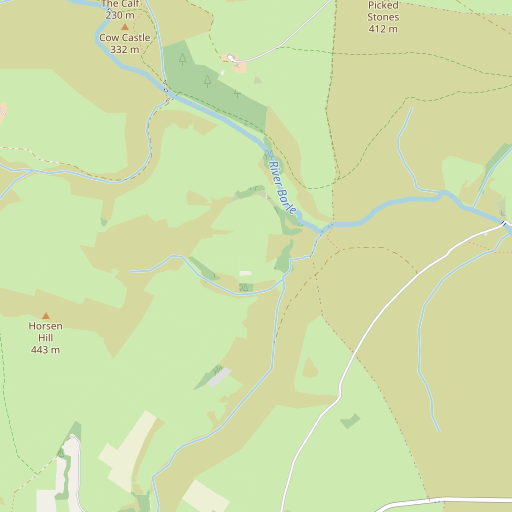 The Calf
230 m
Cow Castle
332 m
Picked
Stones
412 m
River Barle
Horsen
Hill
443 m